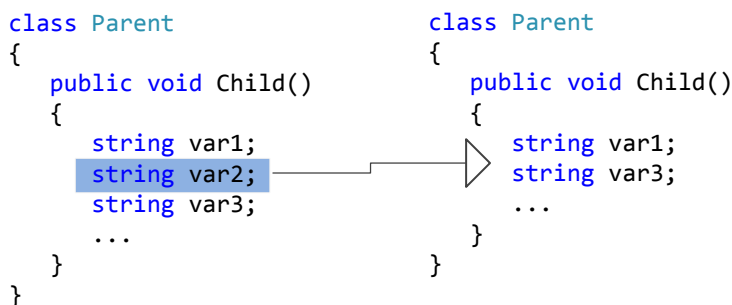 class Parent
{
public void Child()
{
string var1;
string var2;
string var3;
...
}
}
class Parent
{
public void Child()
{
string var1;
string var3;
...
}
}